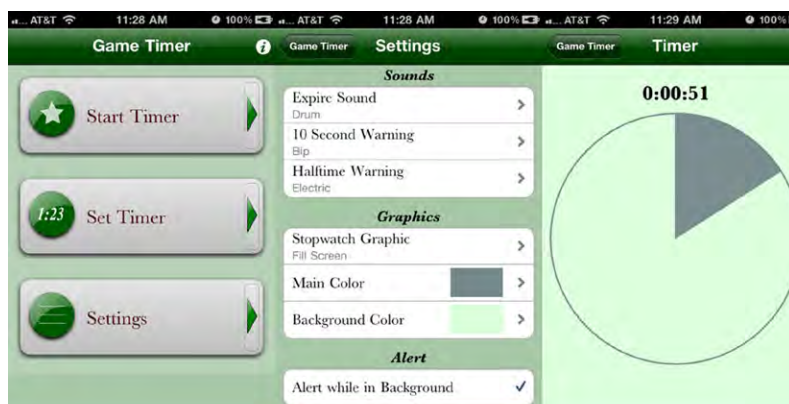 ... AT&T 11:28 AM 100%
Game Timer
Start Timer
1:23 Set Timer
Settings
... AT&T 11:28 AM 100%
Game Timer Settings
Sounds
Expire Sound
Drum
10 Second Warning
Bip
Halftime Warning
Electric
Graphics
Stopwatch Graphic
Fill Screen
Main Color
Background Color
Alert
Alert while in Background
... AT&T 11:29 AM 100%
Game Timer Timer
0:00:51